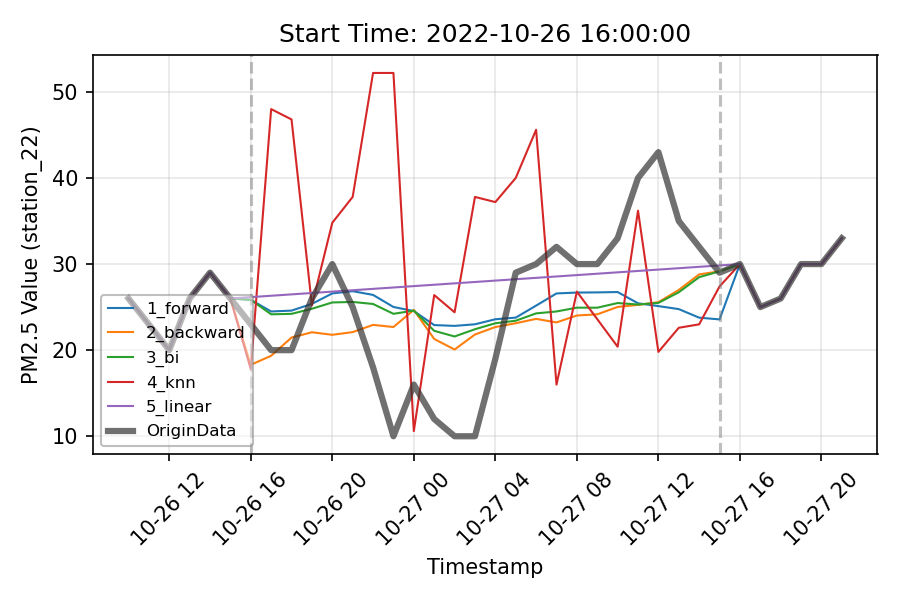 Start Time: 2022-10-26 16:00:00
PM2.5 Value (station_22)
50
40
30
20
10
1_forward
2_backward
3_bi
4_knn
5_linear
OriginData
10-26 12
10-26 16
10-26 20
10-27 00
10-27 04
10-27 08
10-27 12
10-27 16
10-27 20
Timestamp